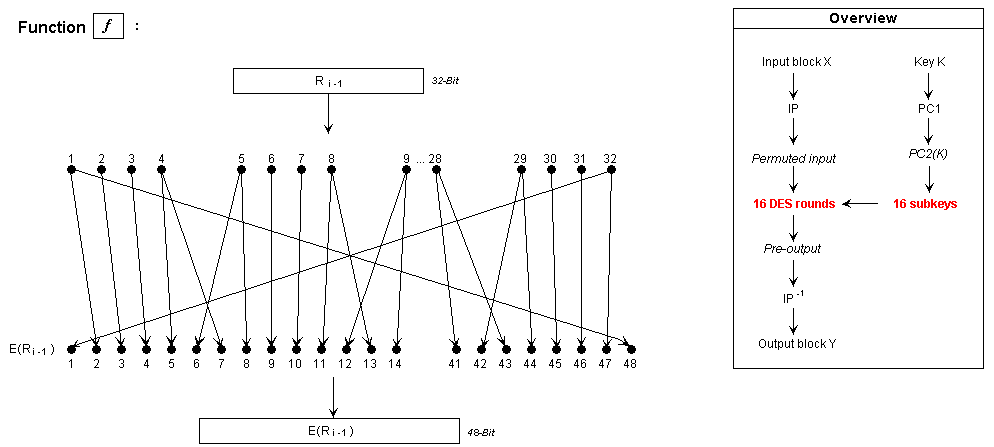 Function f :
R i-1
32-Bit
1 2 3 4 5 6 7 8 9 ... 28 29 30 31 32
E(R i-1 )
1 2 3 4 5 6 7 8 9 10 11 12 13 14 41 42 43 44 45 46 47 48
E(R i-1)
48-Bit
Overview
Input block X Key K
IP PC1
Permuted input PC2(K)
16 DES rounds 16 subkeys
Pre-output
IP -1
Output block Y